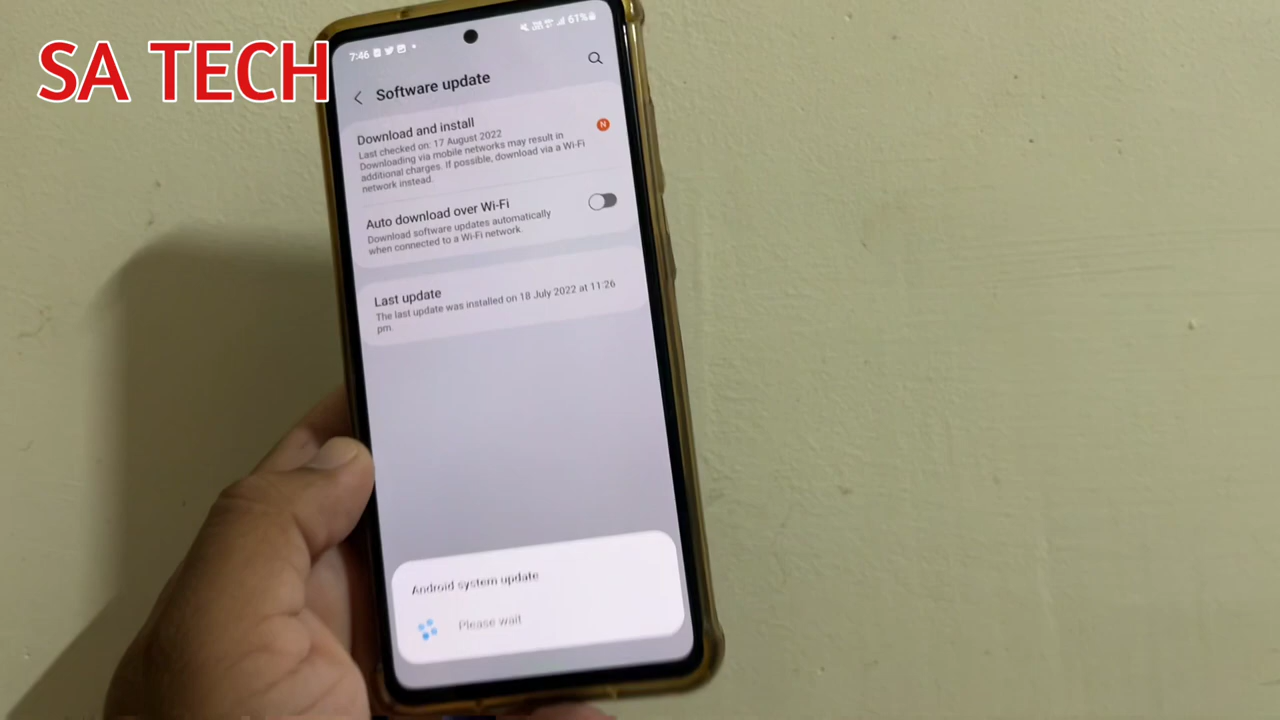 SA TECH
7:46
61%
Software update
Download and install
N
Last checked on: 17 August 2022
Downloading via mobile networks may result in
additional charges. If possible, download via a Wi-Fi
network instead.
Auto download over Wi-Fi
Download software updates automatically
when connected to a Wi-Fi network.
Last update
The last update was installed on 18 July 2022 at 11:26
pm.
Android system update
Please wait